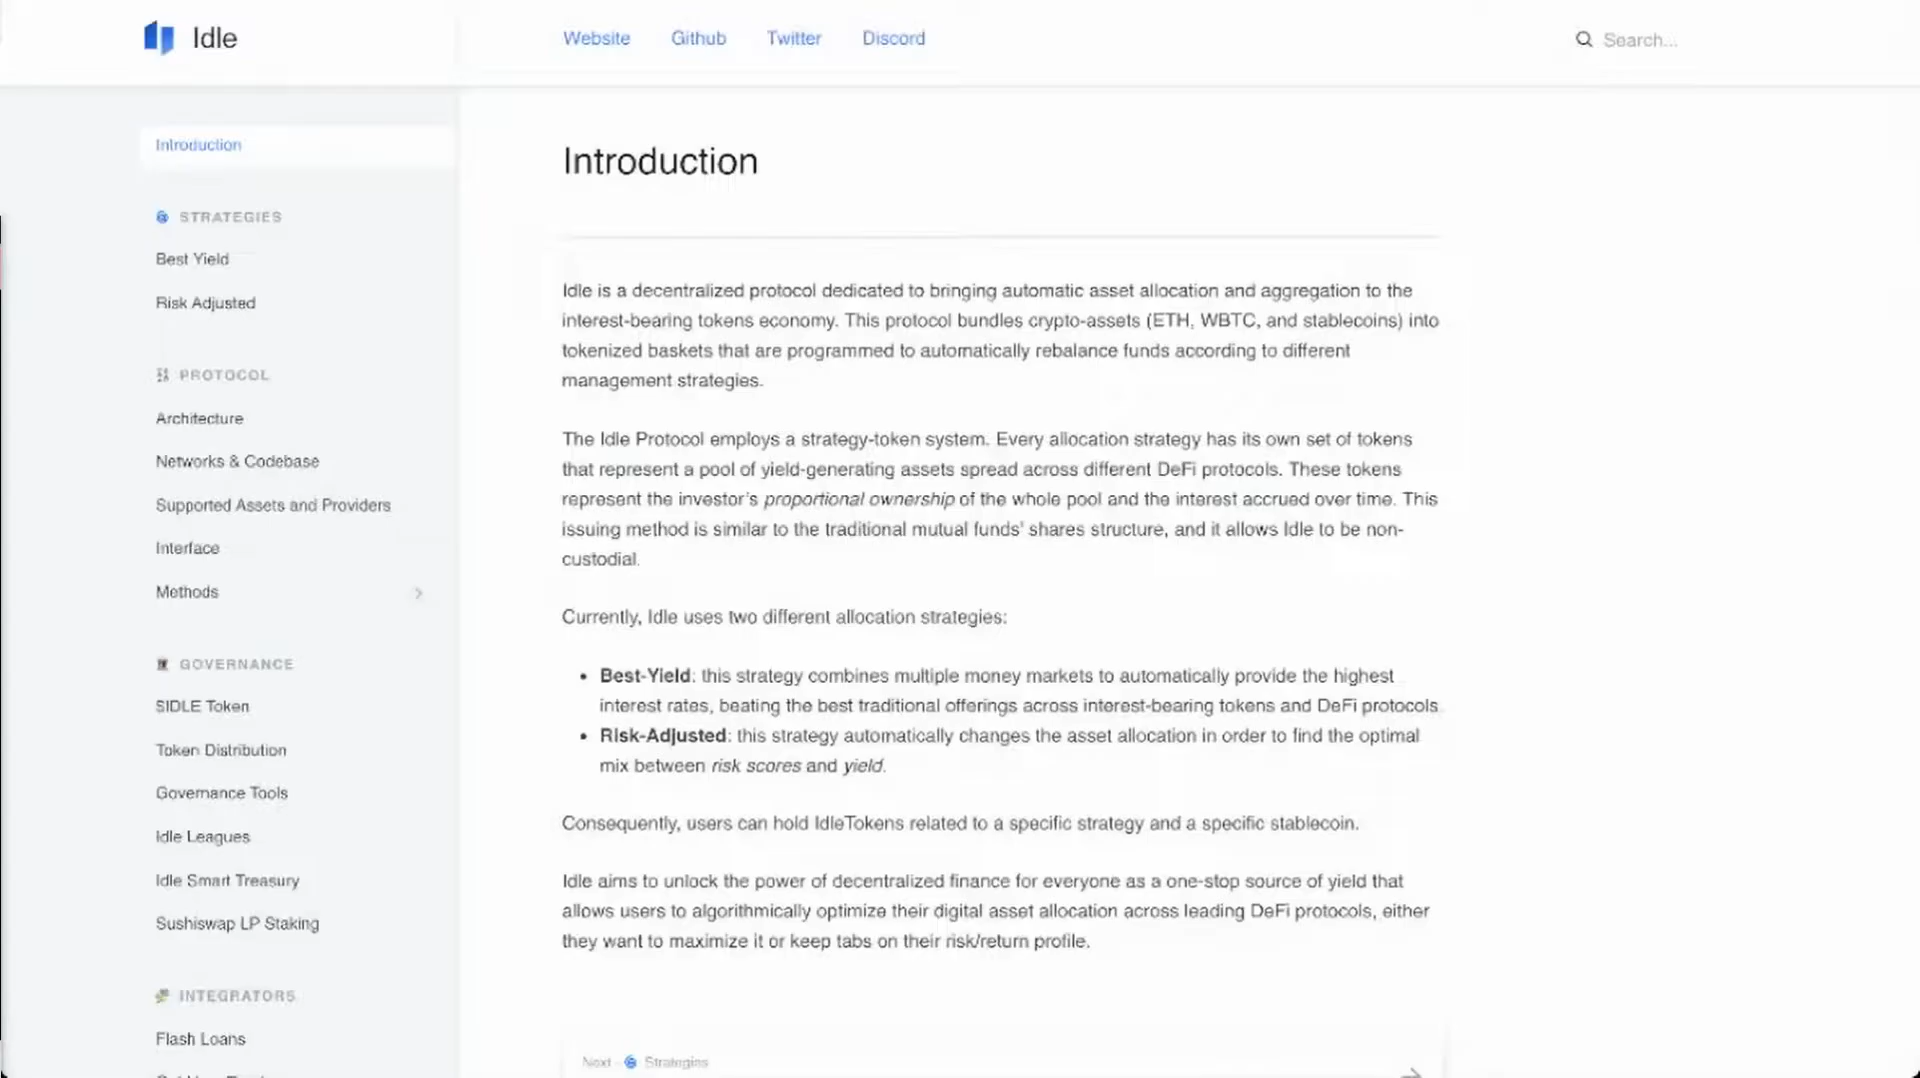 Idle
Website Github Twitter Discord
Search...
Introduction
STRATEGIES
Best Yield
Risk Adjusted
PROTOCOL
Architecture
Networks & Codebase
Supported Assets and Providers
Interface
Methods
GOVERNANCE
$IDLE Token
Token Distribution
Governance Tools
Idle Leagues
Idle Smart Treasury
Sushiswap LP Staking
INTEGRATORS
Flash Loans
Introduction
Idle is a decentralized protocol dedicated to bringing automatic asset allocation and aggregation to the
interest-bearing tokens economy. This protocol bundles crypto-assets (ETH, WBTC, and stablecoins) into
tokenized baskets that are programmed to automatically rebalance funds according to different
management strategies.
The Idle Protocol employs a strategy-token system. Every allocation strategy has its own set of tokens
that represent a pool of yield-generating assets spread across different DeFi protocols. These tokens
represent the investor's proportional ownership of the whole pool and the interest accrued over time. This
issuing method is similar to the traditional mutual funds' shares structure, and it allows Idle to be non-
custodial.
Currently, Idle uses two different allocation strategies:
• Best-Yield: this strategy combines multiple money markets to automatically provide the highest
interest rates, beating the best traditional offerings across interest-bearing tokens and DeFi protocols.
• Risk-Adjusted: this strategy automatically changes the asset allocation in order to find the optimal
mix between risk scores and yield.
Consequently, users can hold IdleTokens related to a specific strategy and a specific stablecoin.
Idle aims to unlock the power of decentralized finance for everyone as a one-stop source of yield that
allows users to algorithmically optimize their digital asset allocation across leading DeFi protocols, either
they want to maximize it or keep tabs on their risk/return profile.
Next - Strategies